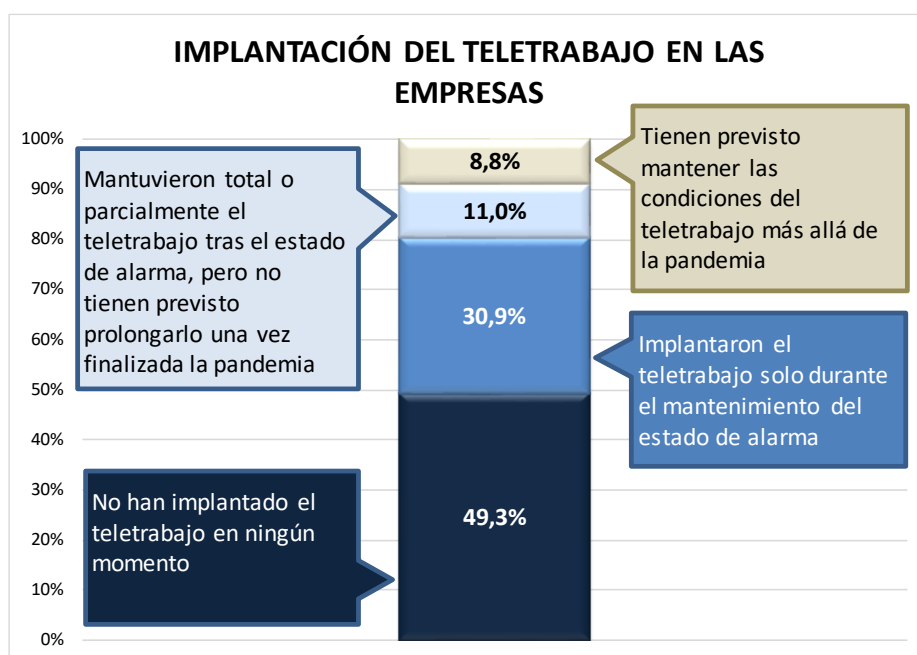 IMPLANTACIÓN DEL TELETRABAJO EN LAS
EMPRESAS
100%
90%
80%
70%
60%
50%
40%
30%
20%
10%
0%
Mantuvieron total o
parcialmente el
teletrabajo tras el estado
de alarma, pero no
tienen previsto
prolongarlo una vez
finalizada la pandemia
No han implantado el
teletrabajo en ningún
momento
8,8%
11,0%
30,9%
49,3%
Tienen previsto
mantener las
condiciones del
teletrabajo más allá de
la pandemia
Implantaron el
teletrabajo solo durante
el mantenimiento del
estado de alarma